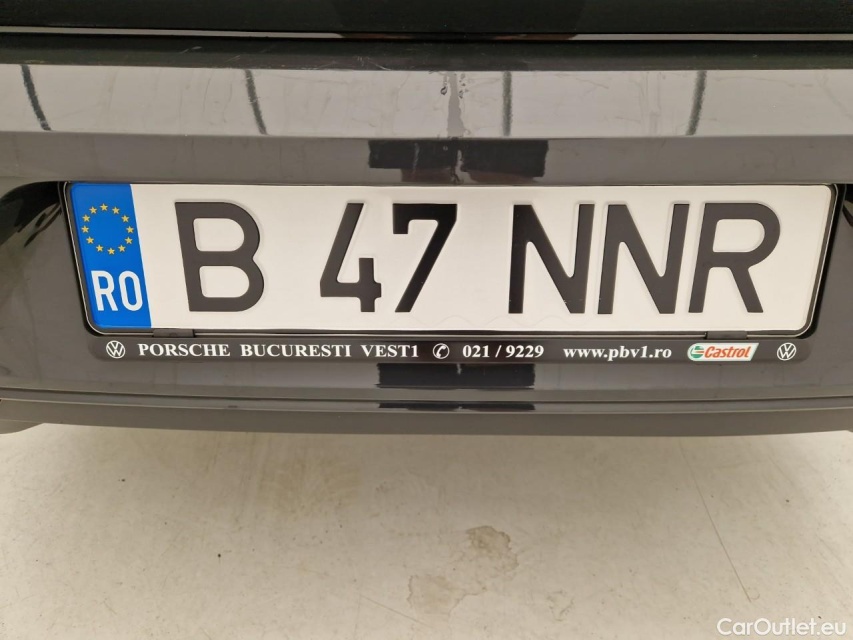 RO
B 47 NNR
PORSCHE BUCURESTI VEST1 ✆ 021 / 9229 www.pbv1.ro Castrol
CarOutlet.eu